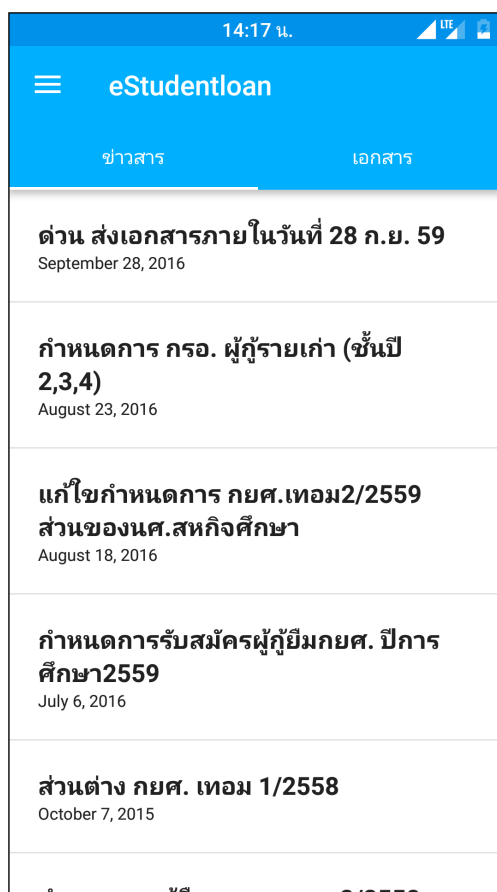 14:17 น.
LTE
eStudentloan
ข่าวสาร
เอกสาร
ด่วน ส่งเอกสารภายในวันที่ 28 ก.ย. 59
September 28, 2016
กำหนดการ กรอ. ผู้กู้รายเก่า (ชั้นปี
2,3,4)
August 23, 2016
แก้ใขกำหนดการ กยศ.เทอม2/2559
ส่วนของนศ.สหกิจศึกษา
August 18, 2016
กำหนดการรับสมัครผู้กู้ยืมกยศ. ปีการ
ศึกษา2559
July 6, 2016
ส่วนต่าง กยศ. เทอม 1/2558
October 7, 2015